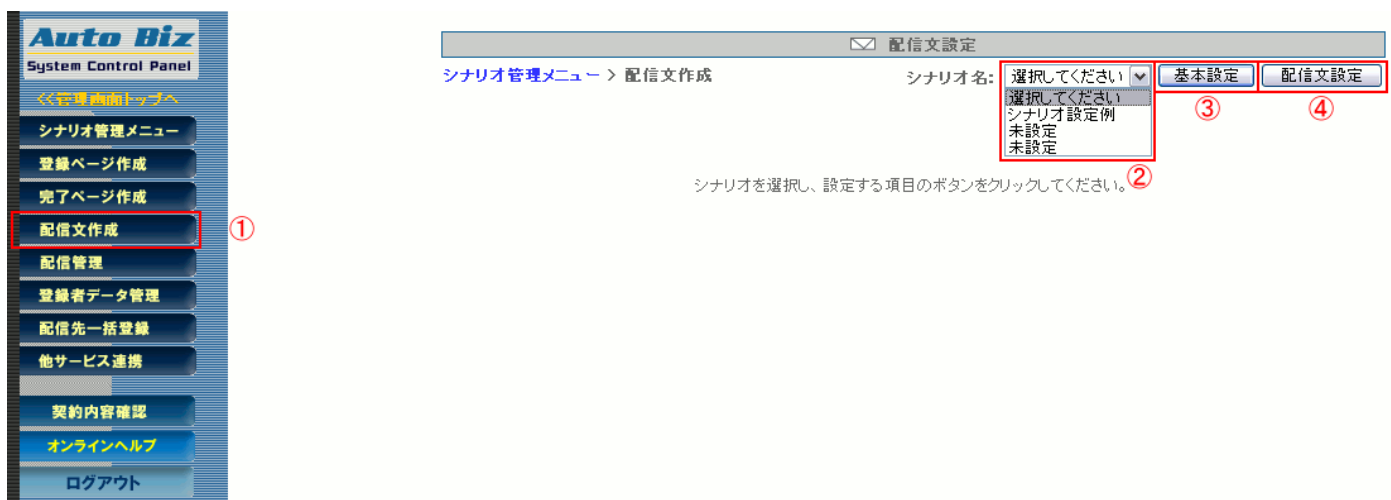 Auto Biz
System Control Panel
<<管理画面トップへ
シナリオ管理メニュー
登録ページ作成
完了ページ作成
配信文作成
①
配信管理
登録者データ管理
配信先一括登録
他サービス連携
契約内容確認
オンラインヘルプ
ログアウト
配信文設定
シナリオ管理メニュー > 配信文作成
シナリオ名: 選択してください 基本設定 配信文設定
選択してください
シナリオ設定例
未設定
未設定
② ③ ④
シナリオを選択し、設定する項目のボタンをクリックしてください。